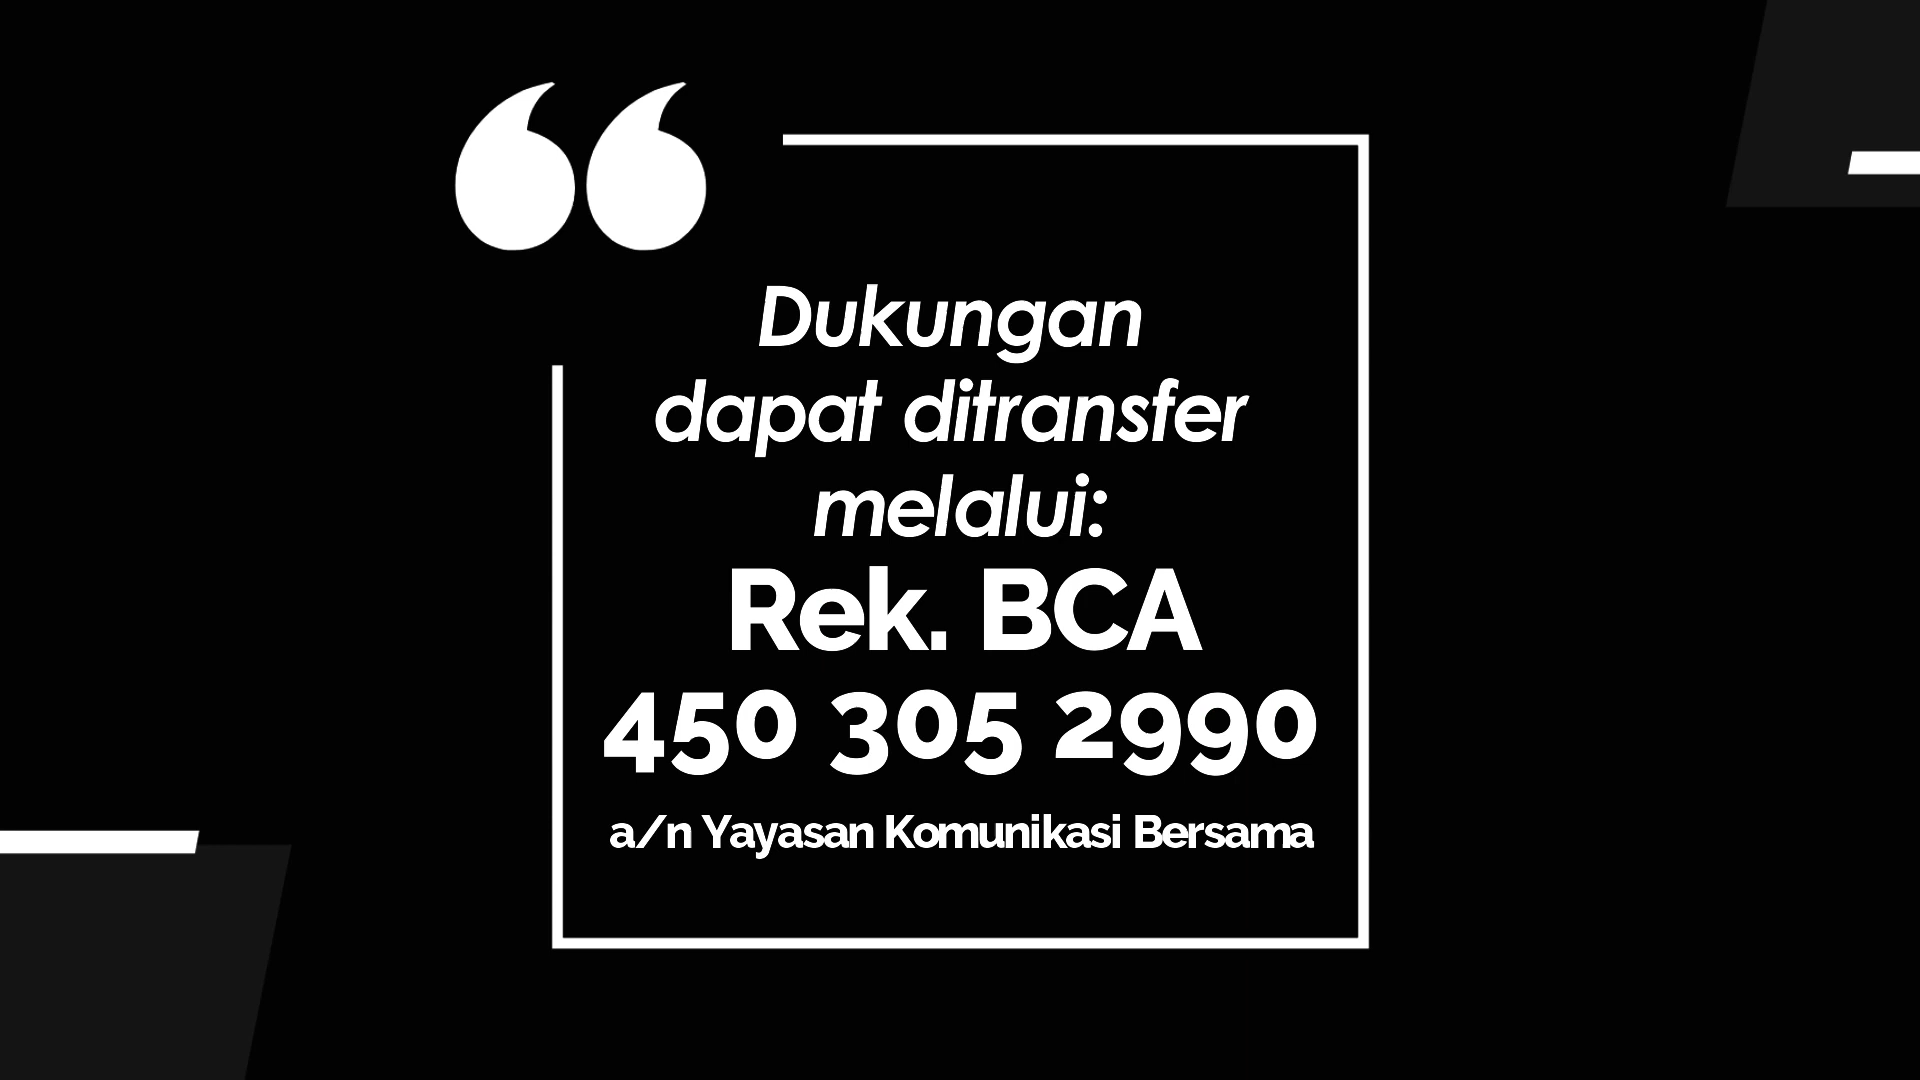 Dukungan
dapat ditransfer
melalui:
Rek. BCA
450 305 2990
a/n Yayasan Komunikasi Bersama